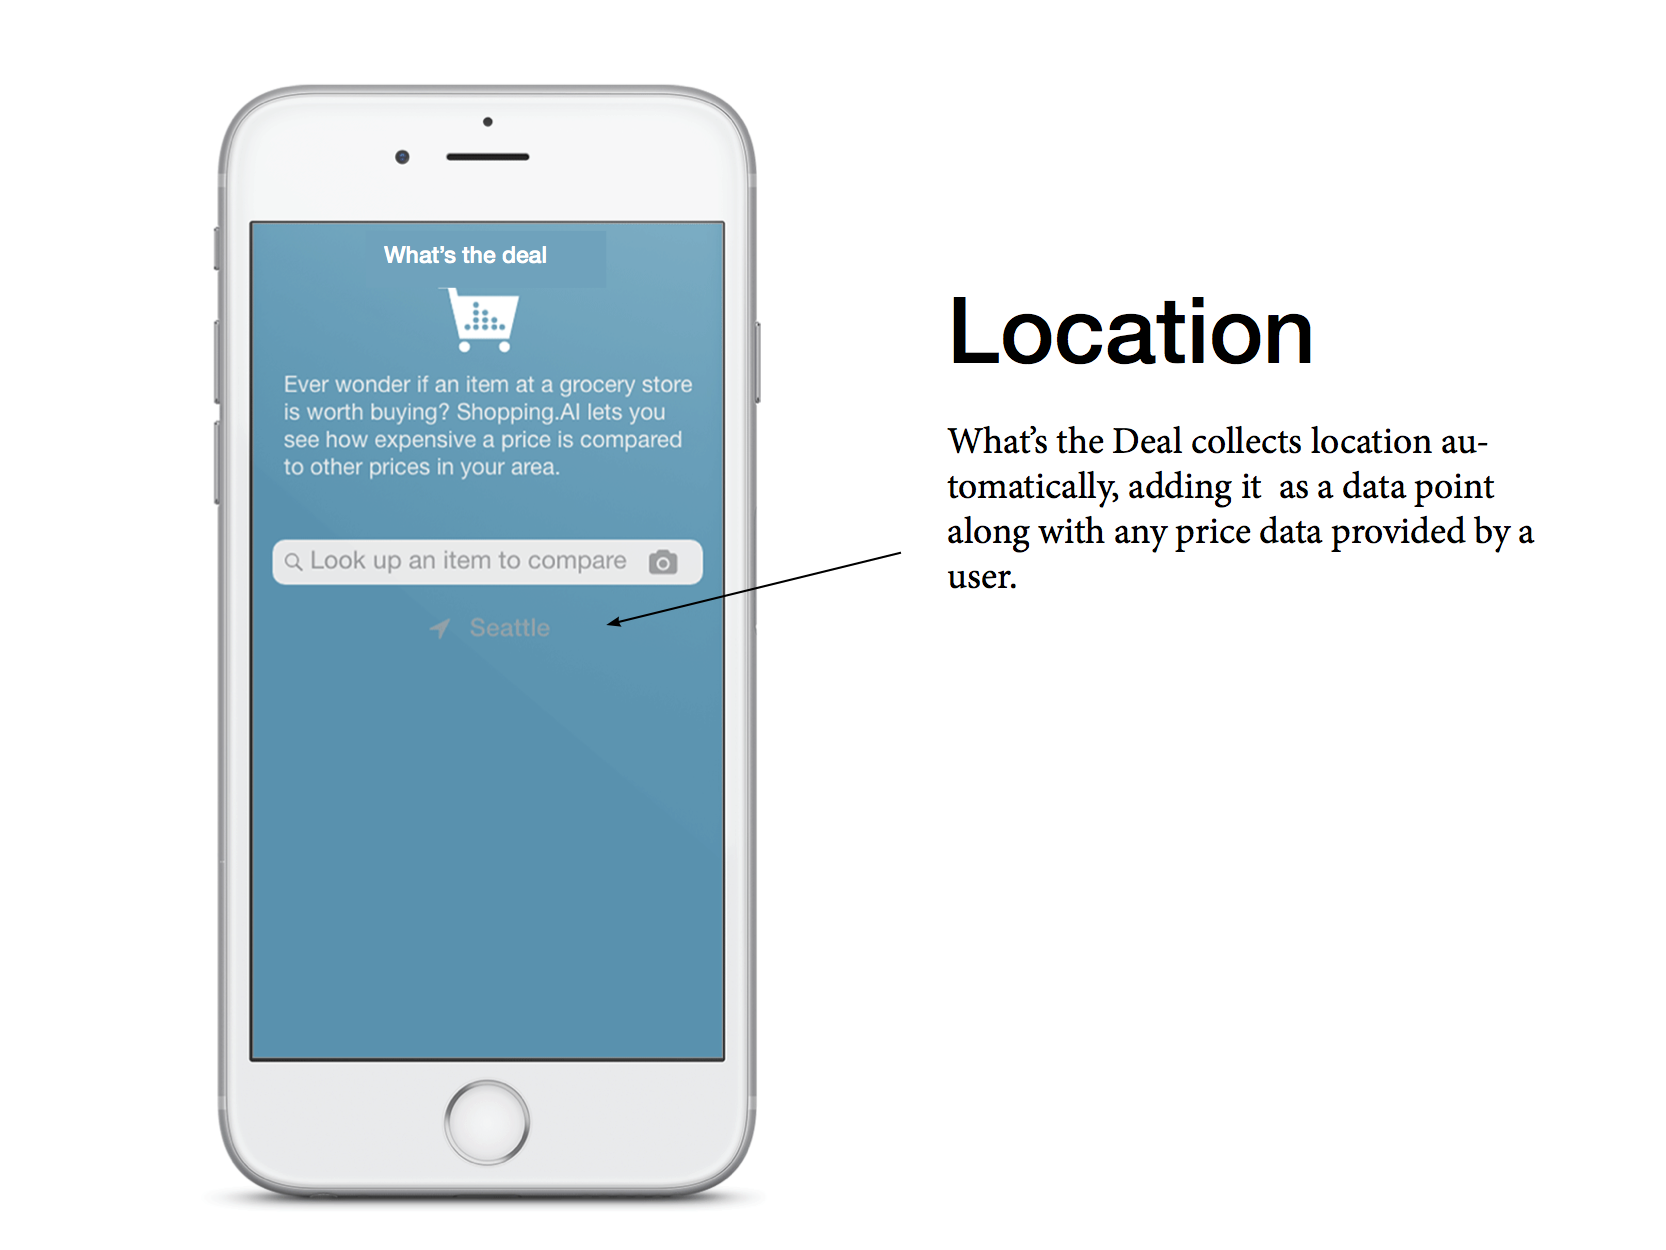 What's the deal
Ever wonder if an item at a grocery store
is worth buying? Shopping.AI lets you
see how expensive a price is compared
to other prices in your area.
Look up an item to compare
Seattle
Location
What’s the Deal collects location au-
tomatically, adding it  as a data point
along with any price data provided by a
user.